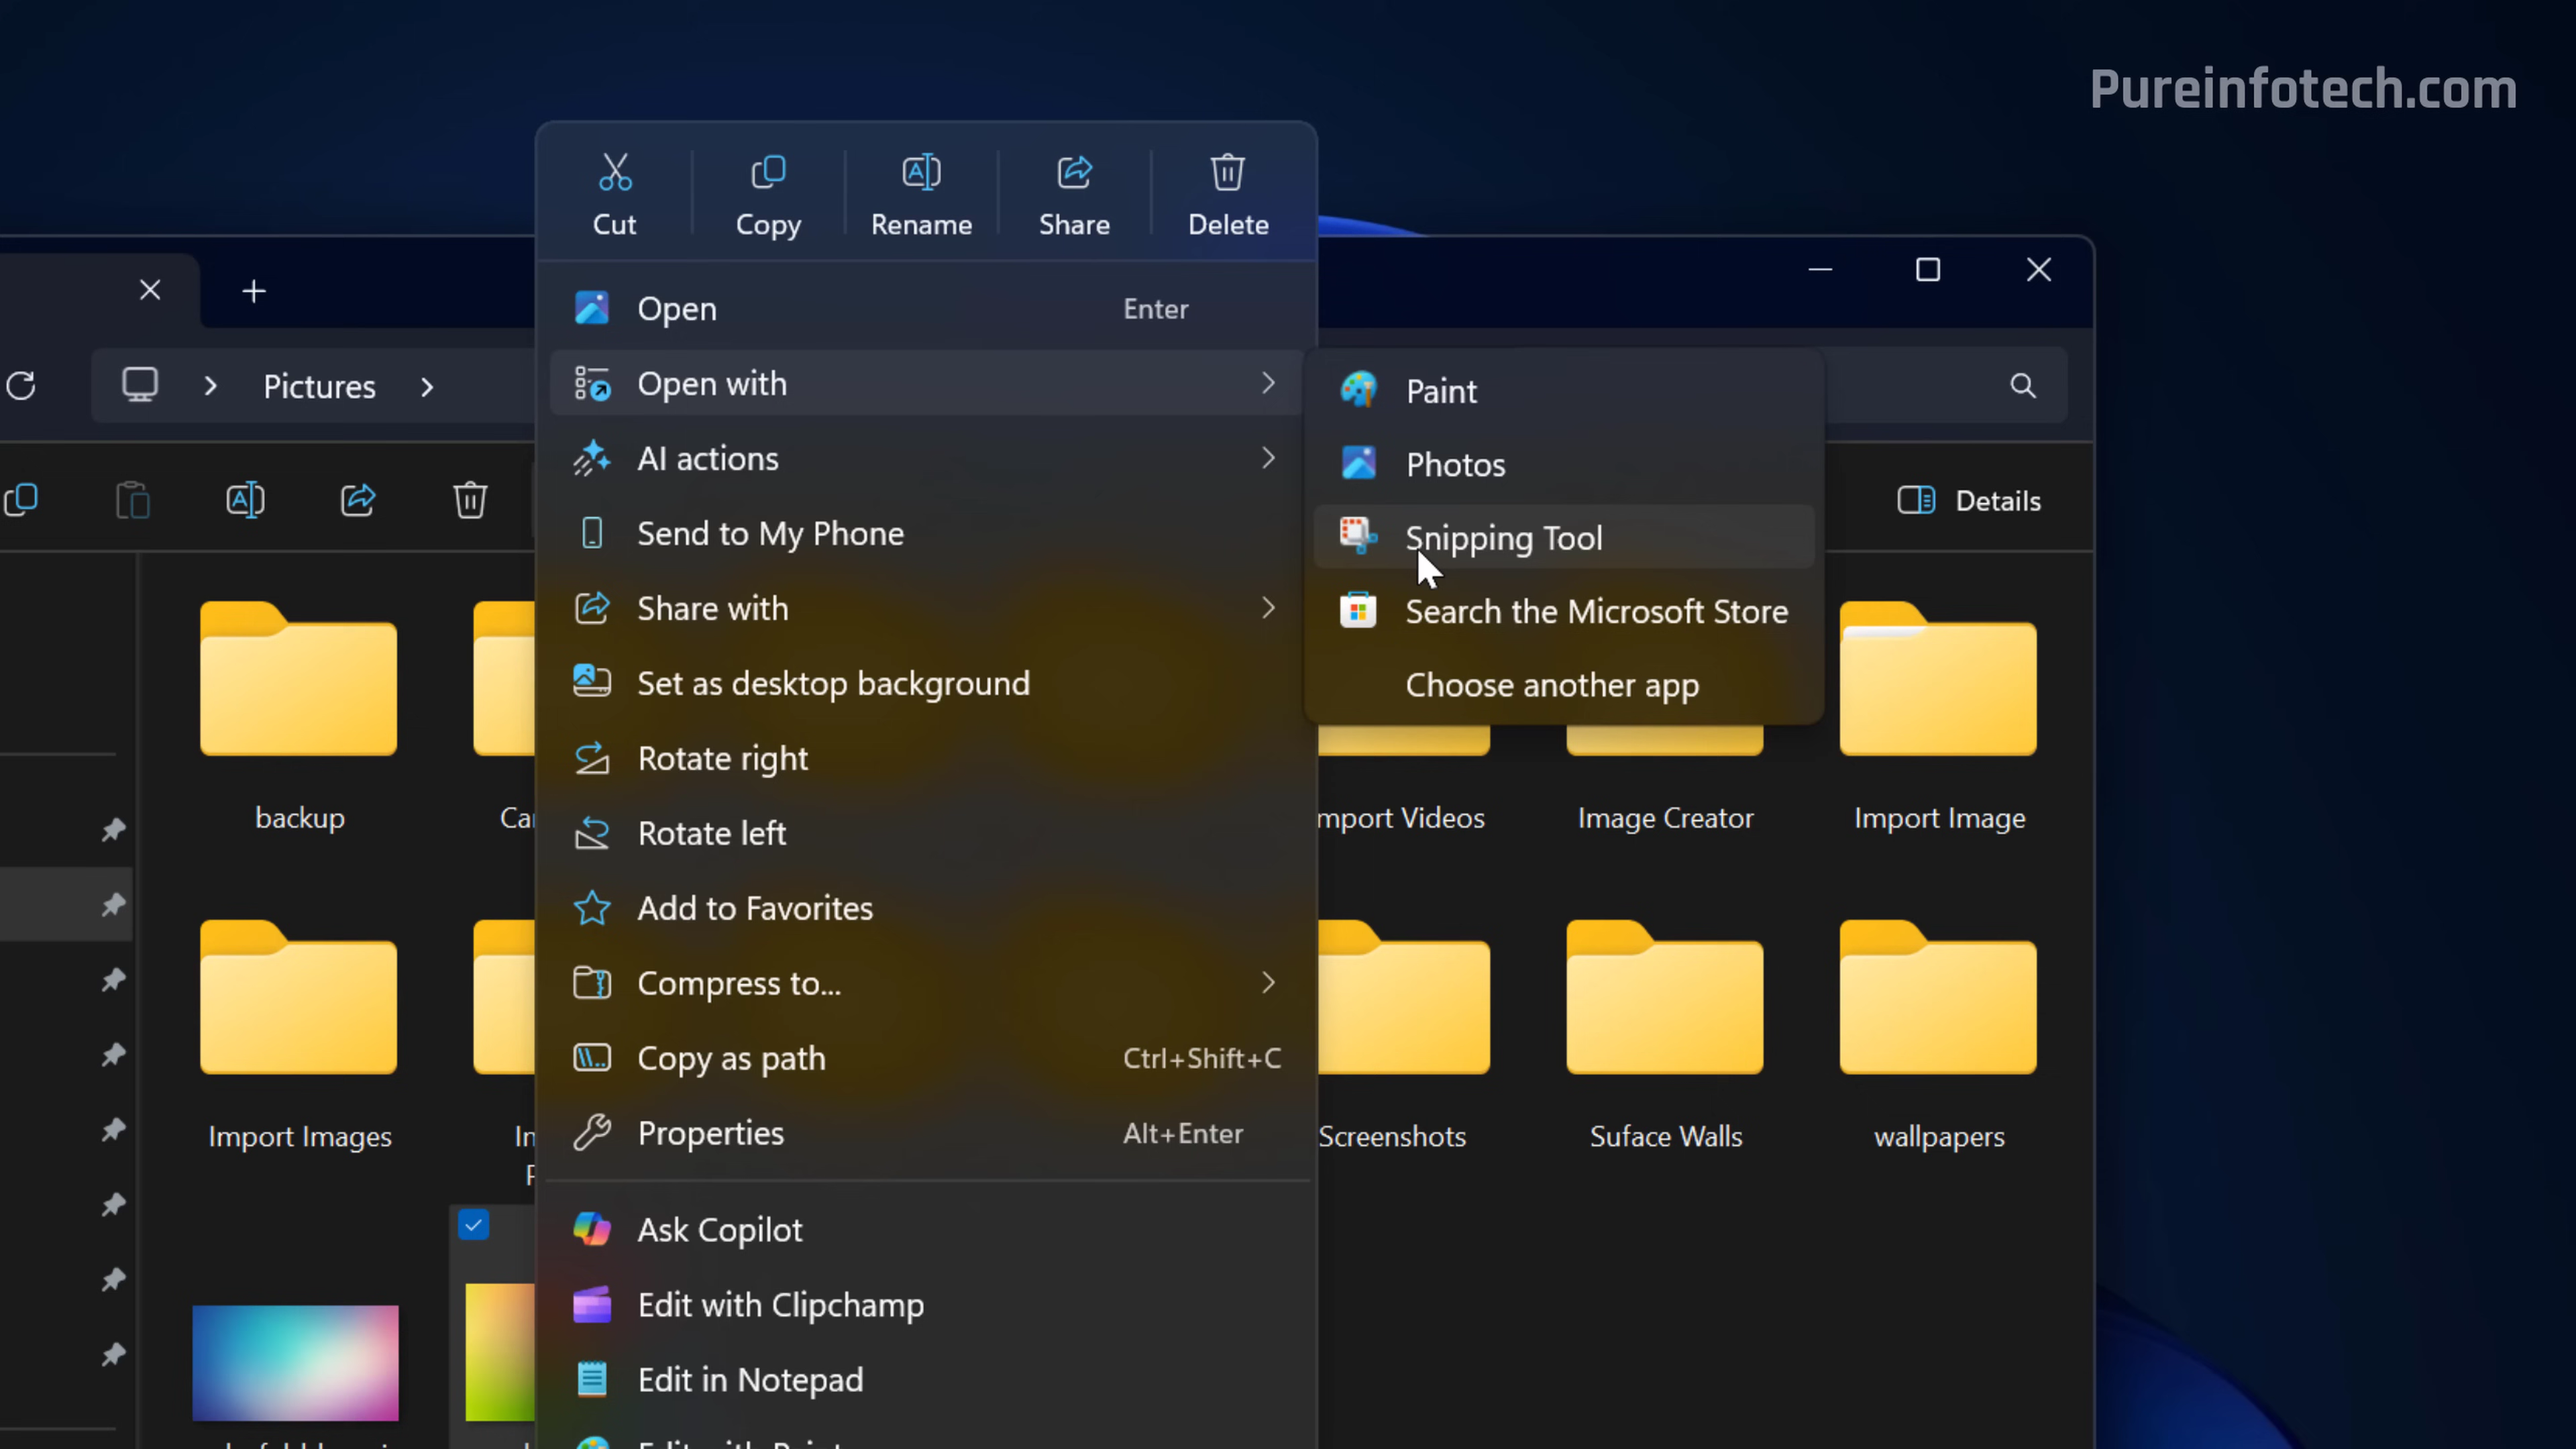 Pureinfotech.com
Cut Copy Rename Share Delete
Open Enter
Pictures
Open with
Paint
AI actions
Photos
Details
Send to My Phone
Snipping Tool
Share with
Search the Microsoft Store
Set as desktop background
Choose another app
Rotate right
backup
mport Videos Image Creator Import Image
Rotate left
Add to Favorites
Compress to...
Copy as path Ctrl+Shift+C
Properties Alt+Enter
Import Images
Screenshots Suface Walls wallpapers
Ask Copilot
Edit with Clipchamp
Edit in Notepad